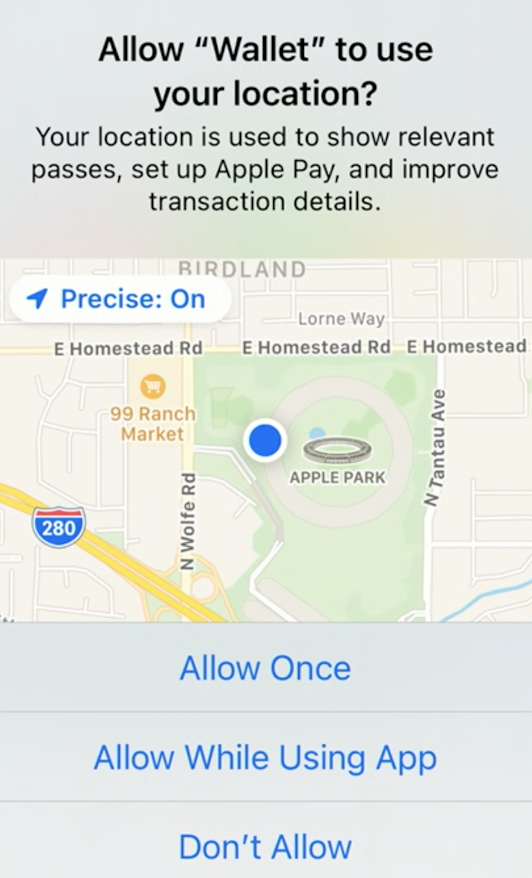 Allow “Wallet” to use
your location?
Your location is used to show relevant
passes, set up Apple Pay, and improve
transaction details.
BIRDLAND
Precise: On
Lorne Way
E Homestead Rd
E Homestead Rd
E Homestead
99 Ranch
Market
N Tantau Ave
APPLE PARK
N Wolfe Rd
280
Allow Once
Allow While Using App
Don’t Allow